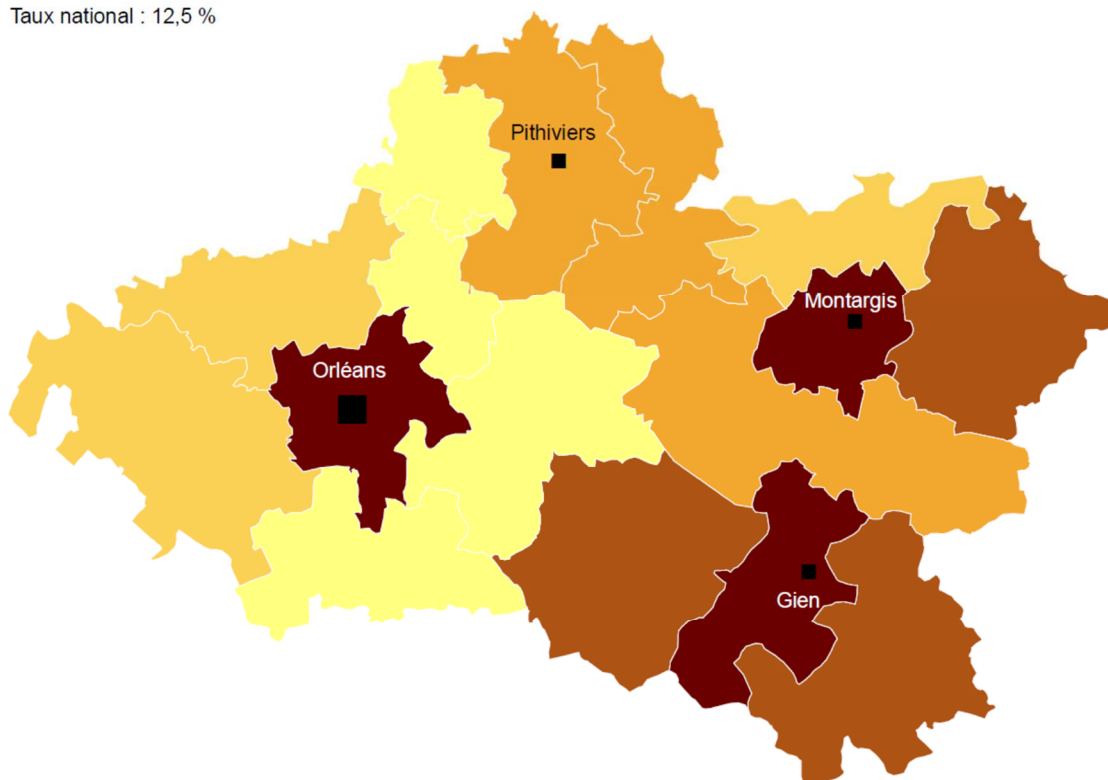 Taux national : 12,5 %
Pithiviers
Montargis
Orléans
Gien